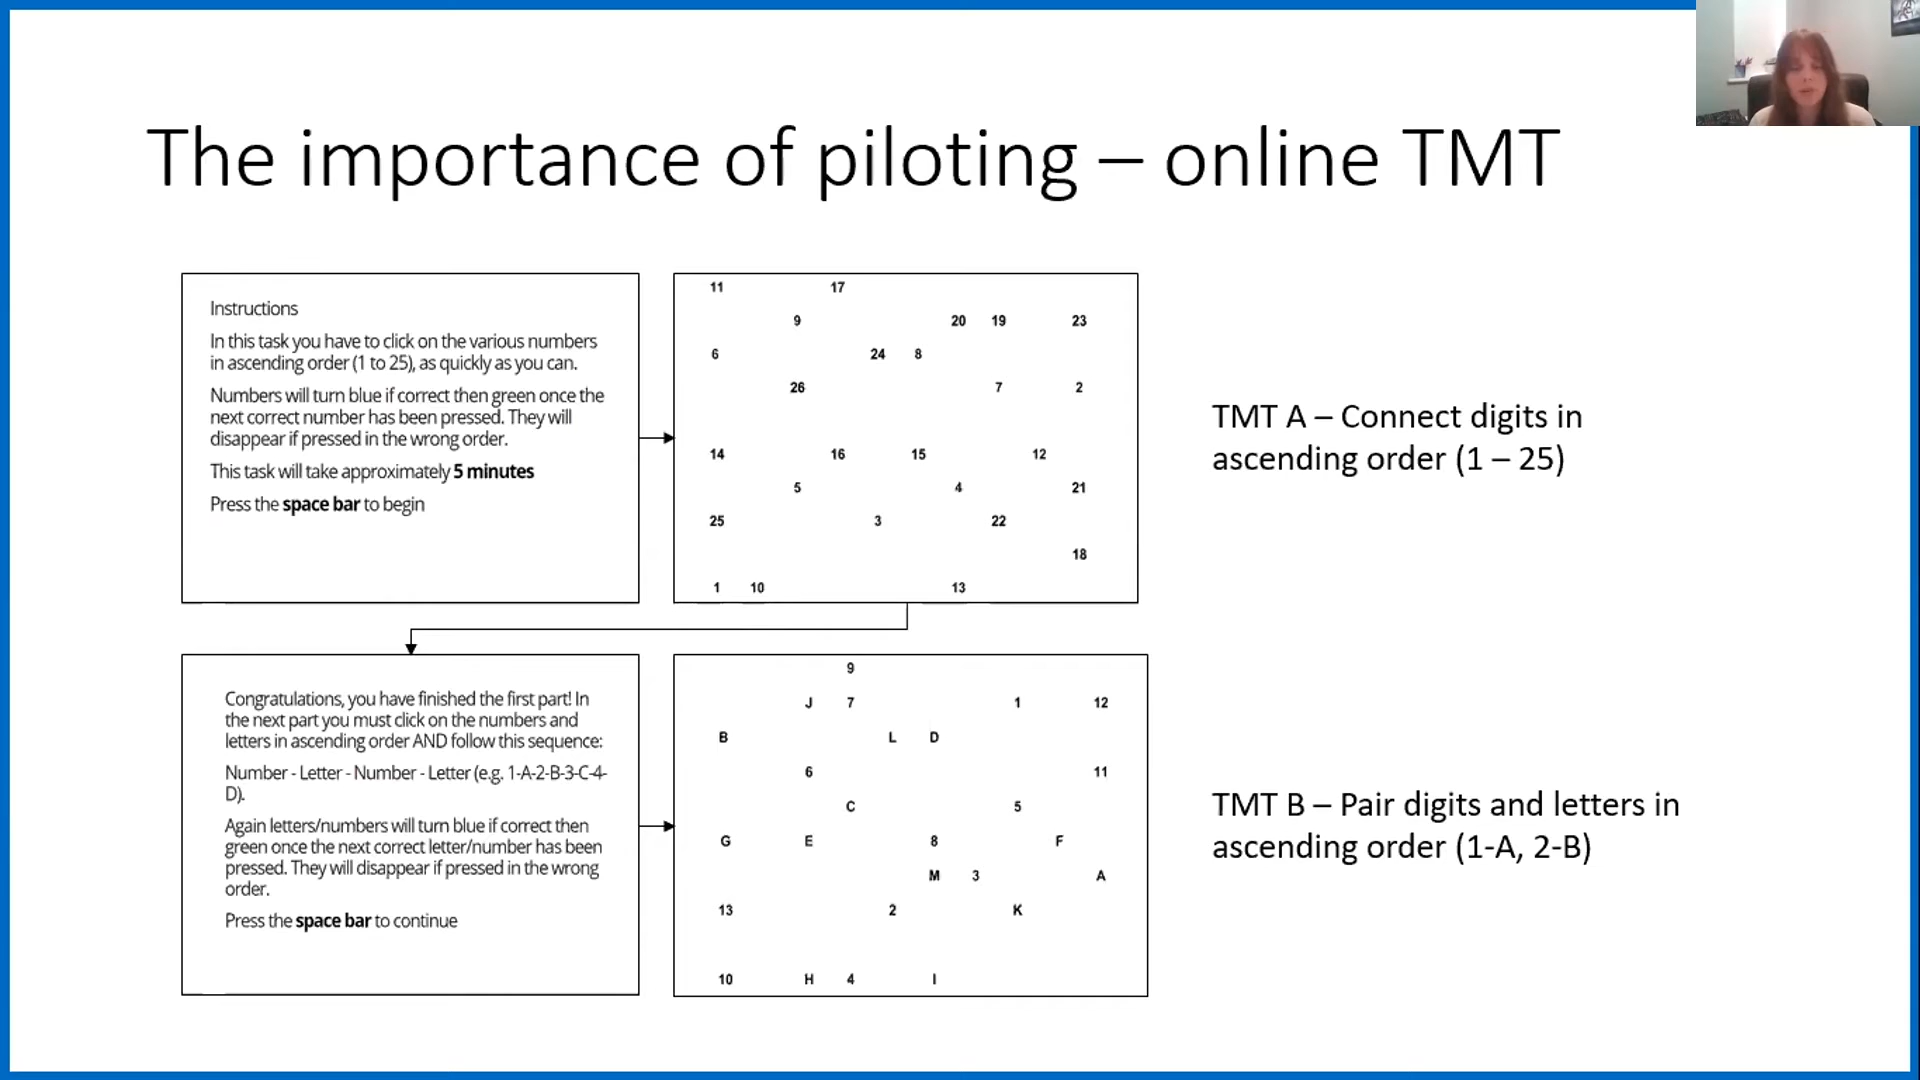 The importance of piloting – online TMT
Instructions
In this task you have to click on the various numbers
in ascending order (1 to 25), as quickly as you can.
Numbers will turn blue if correct then green once the
next correct number has been pressed. They will
disappear if pressed in the wrong order.
This task will take approximately 5 minutes
Press the space bar to begin
11 17
9 20 19 23
6 24 8
26 7 2
14 16 15 12
5 4 21
25 3 22
18
1 10 13
TMT A – Connect digits in
ascending order (1 – 25)
Congratulations, you have finished the first part! In
the next part you must click on the numbers and
letters in ascending order AND follow this sequence:
Number - Letter - Number - Letter (e.g. 1-A-2-B-3-C-4-
D).
Again letters/numbers will turn blue if correct then
green once the next correct letter/number has been
pressed. They will disappear if pressed in the wrong
order.
Press the space bar to continue
9
J 7 1 12
B L D
6 11
C 5
G E 8 F
M 3 A
13 2 K
10 H 4 I
TMT B – Pair digits and letters in
ascending order (1-A, 2-B)